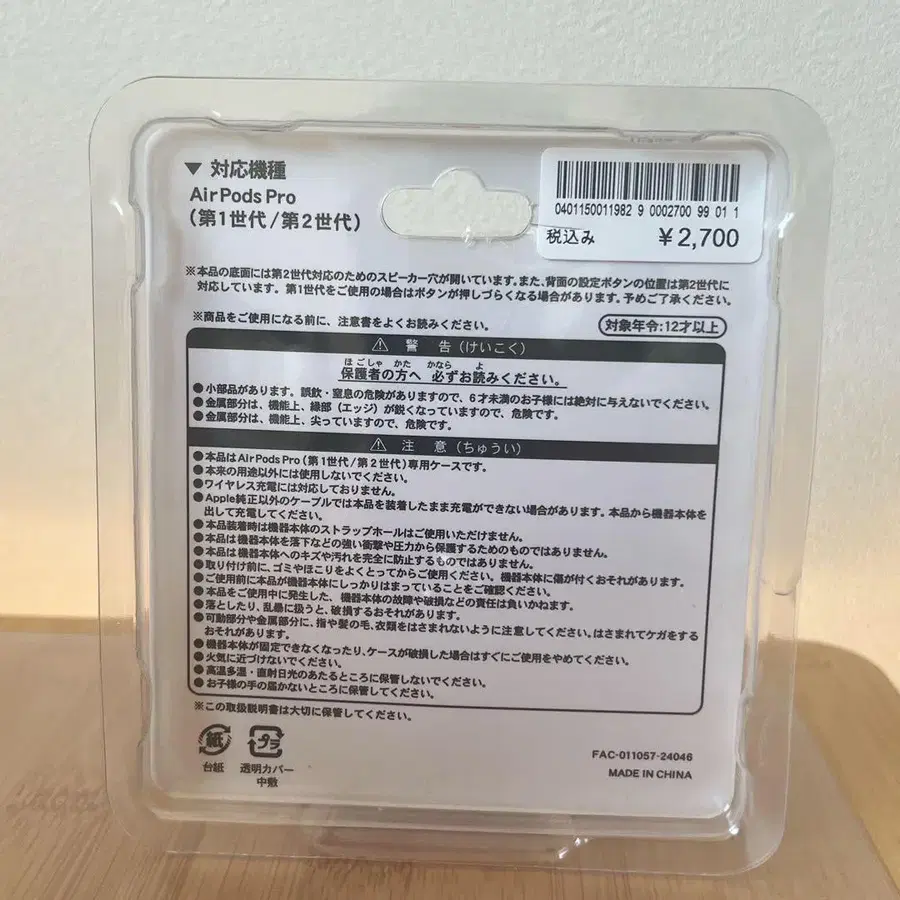 ▼ 対応機種
AirPods Pro
（第1世代/第2世代）
0401150011982 9 0002700 99 01 1
税込み ¥2,700
※本品の底面には第2世代対応のためのスピーカー穴が開いています。また、背面の設定ボタンの位置は第2世代に
対応しています。第1世代をご使用の場合はボタンが押しづらくなる場合があります。予めご了承ください。
※商品をご使用になる前に、注意書をよくお読みください。
対象年令:12才以上
⚠ 警 告（けいこく）
ほごしゃ かた かなら よ
保護者の方へ 必ずお読みください。
●小部品があります。誤飲・窒息の危険がありますので、6才未満のお子様には絶対に与えないでください。
●金属部分は、機能上、縁部（エッジ）が鋭くなっていますので、危険です。
●金属部分は、機能上、尖っていますので、危険です。
⚠ 注 意（ちゅうい）
●本品はAirPods Pro（第1世代/第2世代）専用ケースです。
●本来の用途以外には使用しないでください。
●ワイヤレス充電には対応しておりません。
●Apple純正以外のケーブルでは本品を装着したまま充電ができない場合があります。本品から機器本体を
出して充電してください。
●本品装着時は機器本体のストラップホールはご使用いただけません。
●本品は機器本体を落下などの強い衝撃や圧力から保護するためのものではありません。
●本品は機器本体へのキズや汚れを完全に防止するものではありません。
●取り付け前に、ゴミやほこりをよくとってからご使用ください。機器本体に傷が付くおそれがあります。
●ご使用前に本品が機器本体にしっかりはまっていることをご確認ください。
●本品をご使用中に発生した、機器本体の故障や破損などの責任は負いかねます。
●落としたり、乱暴に扱うと、破損するおそれがあります。
●可動部分や金属部分に、指や髪の毛、衣類をはさまれないように注意してください。はさまれてケガをする
おそれがあります。
●機器本体が固定できなくなったり、ケースが破損した場合はすぐにご使用をやめてください。
●火気に近づけないでください。
●高温多湿・直射日光のあたるところに保管しないでください。
●お子様の手の届かないところに保管してください。
※この取扱説明書は大切に保管してください。
紙 プラ
台紙 透明カバー
中敷
FAC-011057-24046
MADE IN CHINA